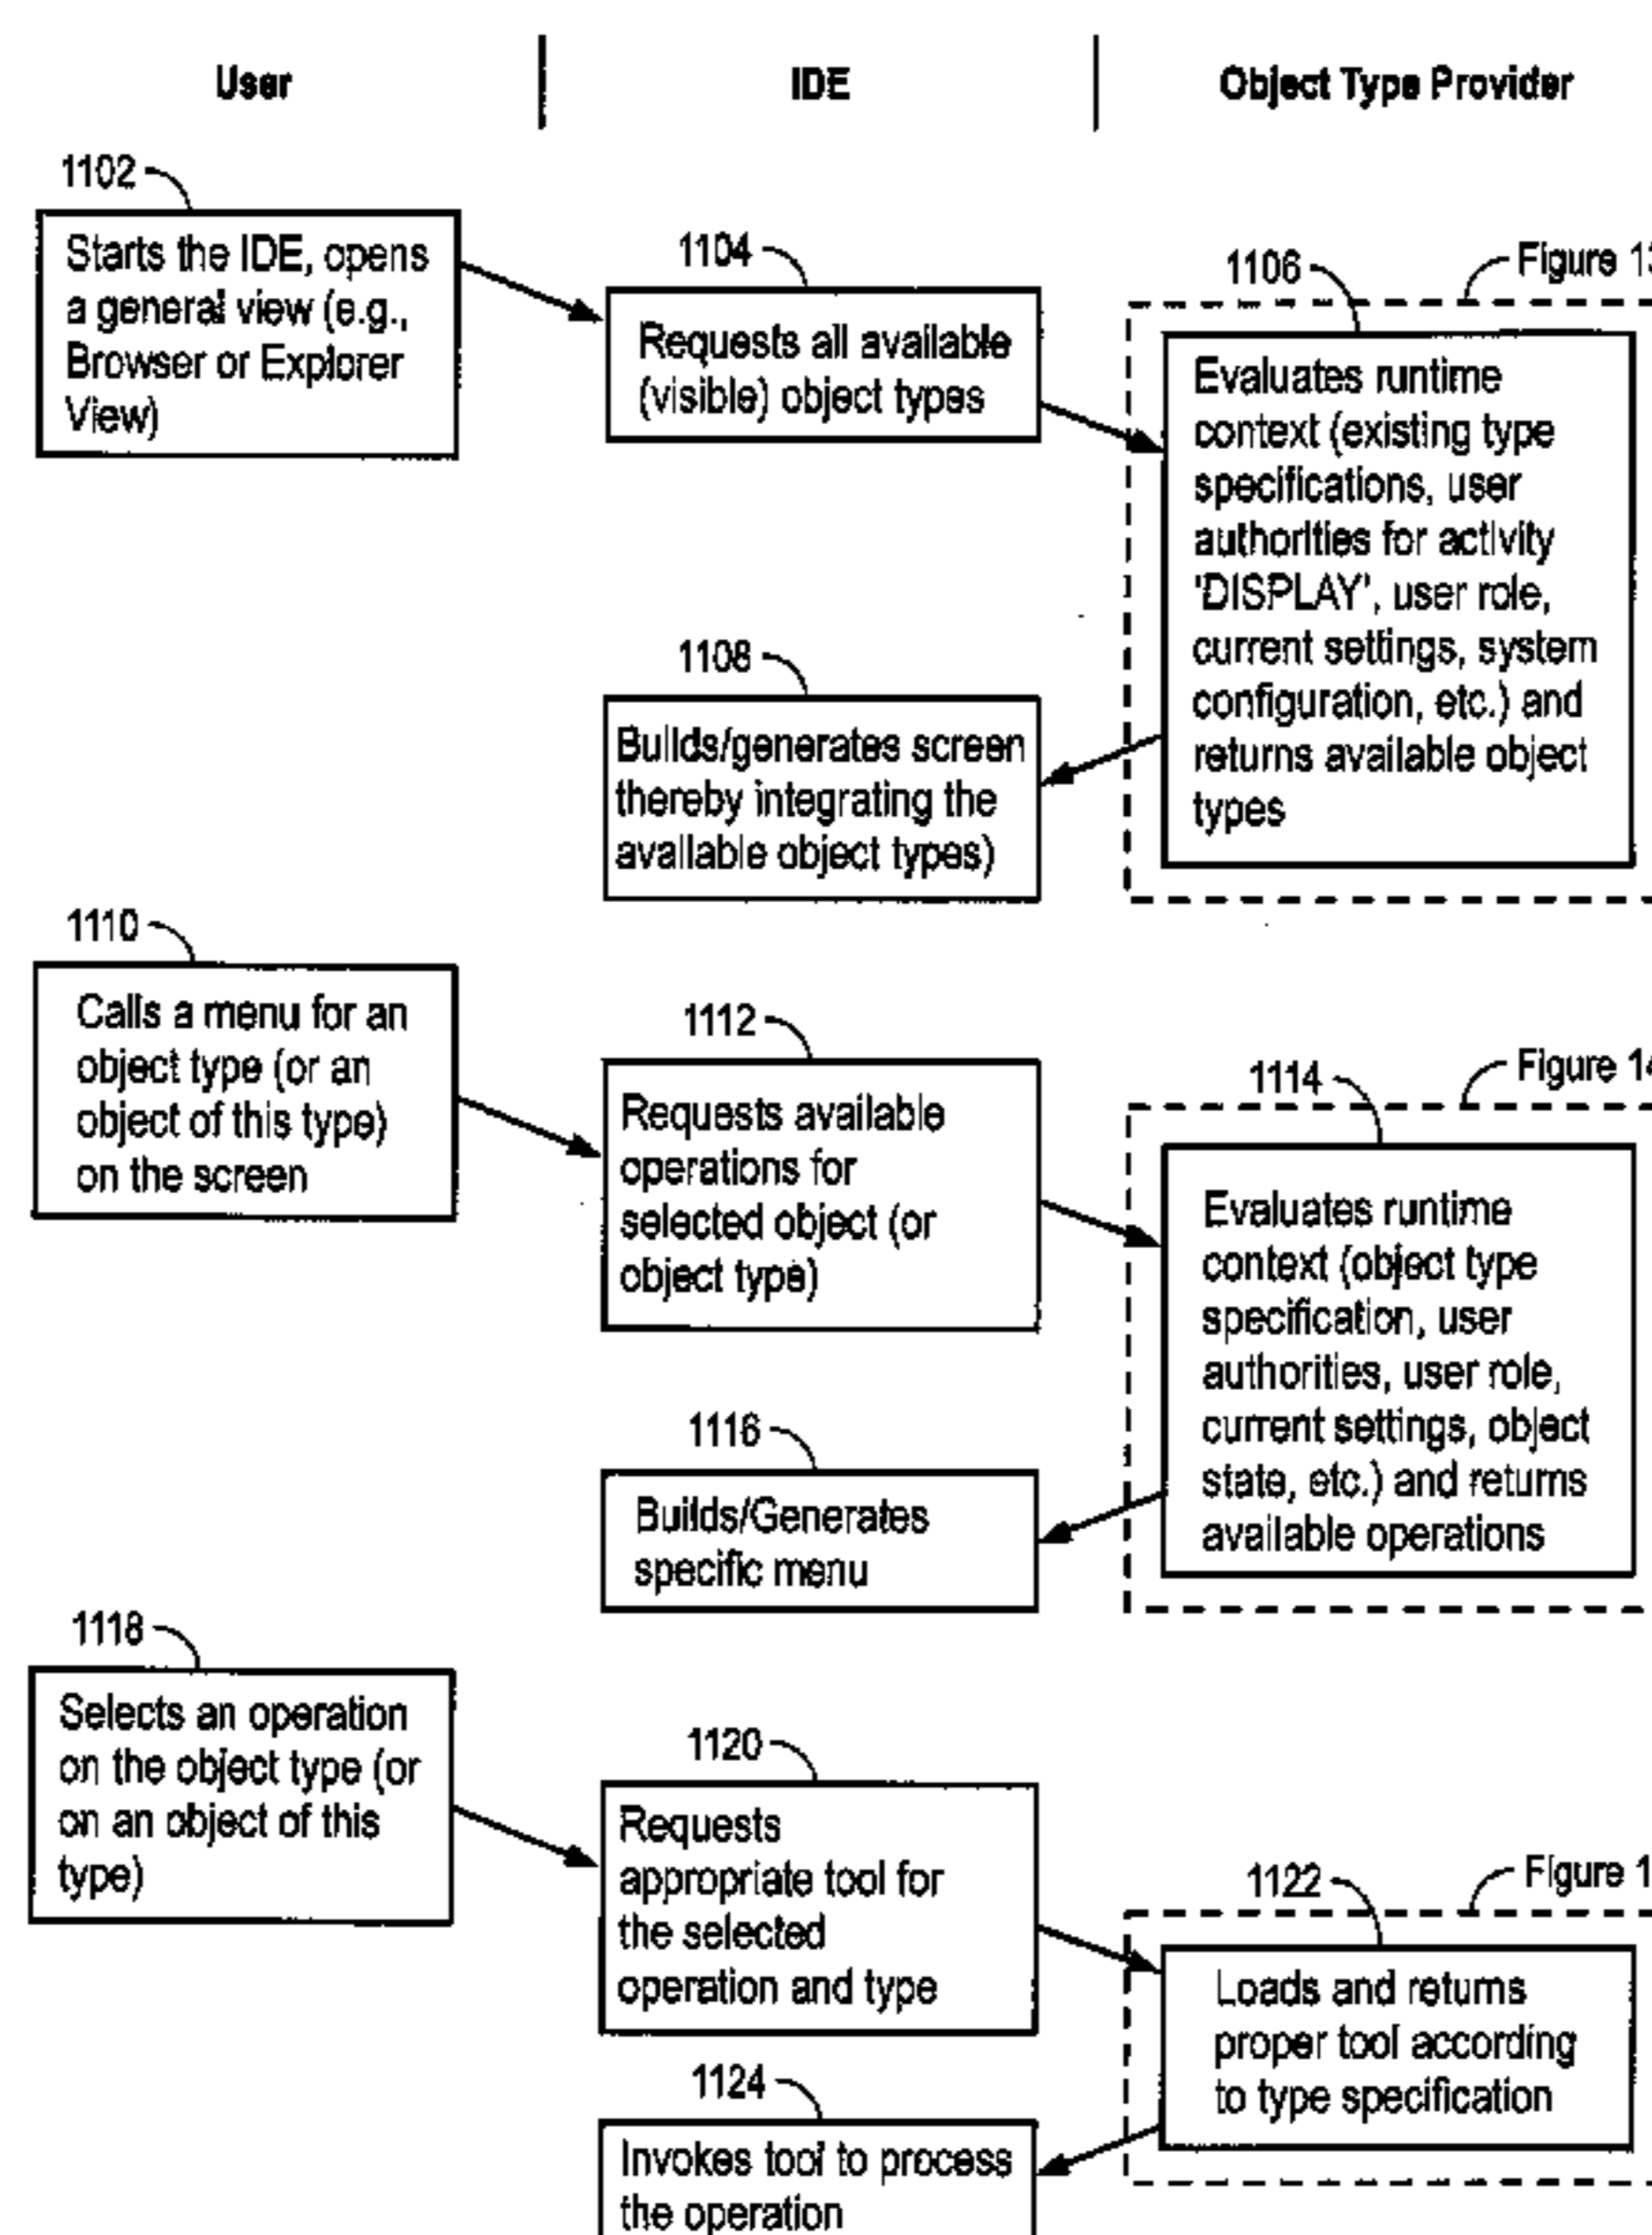 User
IDE
Object Type Provider
1102
Starts the IDE, opens
a general view (e.g.,
Browser or Explorer
View)
1104
Requests all available
(visible) object types
1106
Figure 13
Evaluates runtime
context (existing type
specifications, user
authorities for activity
'DISPLAY', user role,
current settings, system
configuration, etc.) and
returns available object
types
1108
Builds/generates screen
thereby integrating the
available object types)
1110
Calls a menu for an
object type (or an
object of this type)
on the screen
1112
Requests available
operations for
selected object (or
object type)
1114
Figure 14
Evaluates runtime
context (object type
specification, user
authorities, user role,
current settings, object
state, etc.) and returns
available operations
1116
Builds/Generates
specific menu
1118
Selects an operation
on the object type (or
on an object of this
type)
1120
Requests
appropriate tool for
the selected
operation and type
1122
Figure
Loads and returns
proper tool according
to type specification
1124
Invokes tool to process
the operation